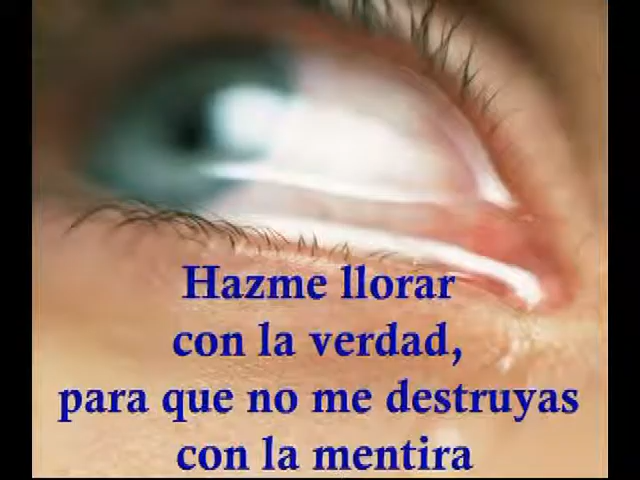 Hazme llorar
con la verdad,
para que no me destruyas
con la mentira